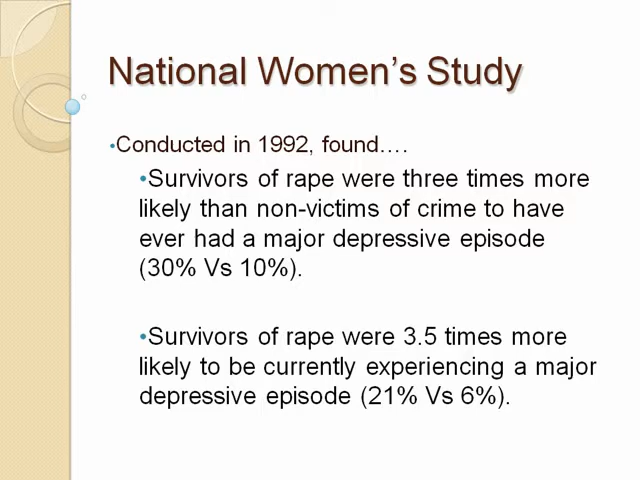 National Women’s Study
•Conducted in 1992, found….
•Survivors of rape were three times more
likely than non-victims of crime to have
ever had a major depressive episode
(30% Vs 10%).
•Survivors of rape were 3.5 times more
likely to be currently experiencing a major
depressive episode (21% Vs 6%).